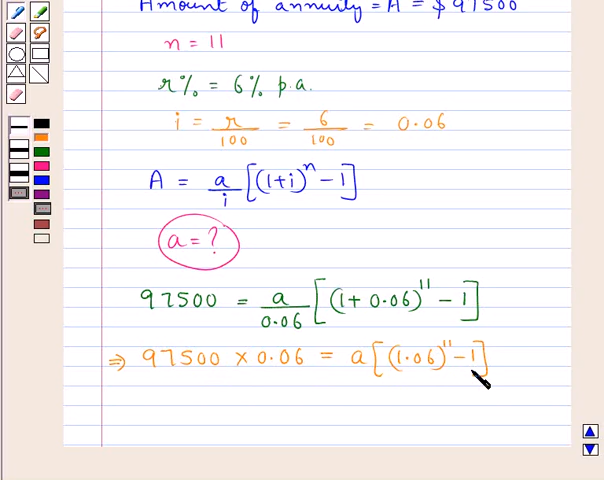 Amount of annuity = A = $97500
n = 11
r% = 6% p.a.
i = r/100 = 6/100 = 0.06
A = a/i [(1+i)^n - 1]
a = ?
97500 = a/0.06 [(1+0.06)^11 - 1]
⇒ 97500 × 0.06 = a[(1.06)^11 - 1]